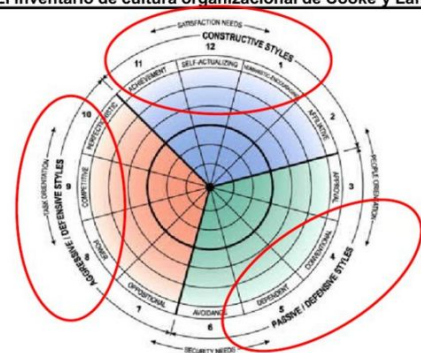 El inventario de cultura organizacional de Cooke y Laf
SATISFACTION NEEDS
CONSTRUCTIVE STYLES
11
12
1
ACHIEVEMENT
SELF-ACTUALIZING
HUMANISTIC-ENCOURAGING
10
PERFECTIONISTIC
AFFILIATIVE
2
TASK ORIENTATION
AGGRESSIVE / DEFENSIVE STYLES
9
COMPETITIVE
APPROVAL
3
PEOPLE ORIENTATION
8
POWER
CONVENTIONAL
4
7
OPPOSITIONAL
AVOIDANCE
DEPENDENT
5
6
PASSIVE / DEFENSIVE STYLES
SECURITY NEEDS